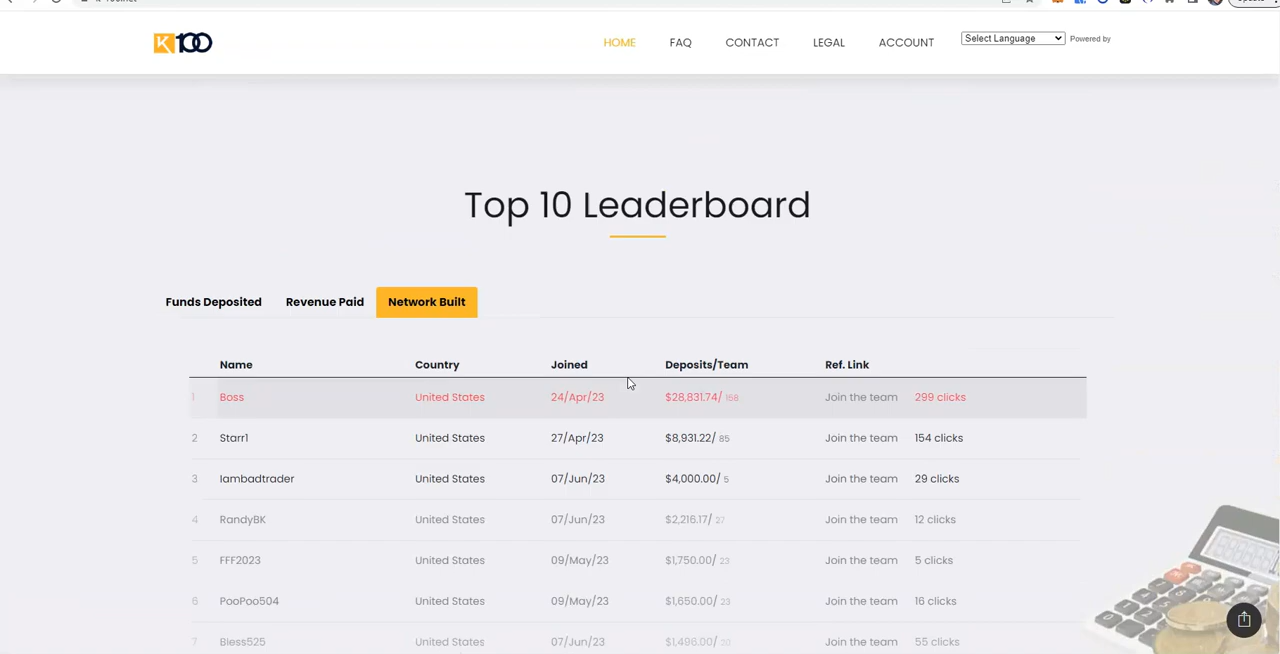 K100
HOME FAQ CONTACT LEGAL ACCOUNT Select Language Powered by
Top 10 Leaderboard
Funds Deposited Revenue Paid Network Built
Name Country Joined Deposits/Team Ref. Link
1 Boss United States 24/Apr/23 $28,831.74/ 168 Join the team 299 clicks
2 Starr1 United States 27/Apr/23 $8,931.22/ 85 Join the team 154 clicks
3 Iambadtrader United States 07/Jun/23 $4,000.00/ 5 Join the team 29 clicks
4 RandyBK United States 07/Jun/23 $2,216.17/ 27 Join the team 12 clicks
5 FFF2023 United States 09/May/23 $1,750.00/ 23 Join the team 5 clicks
6 PooPoo504 United States 09/May/23 $1,650.00/ 23 Join the team 16 clicks
7 Biess525 United States 07/Jun/23 $1,496.00/ Join the team 55 clicks